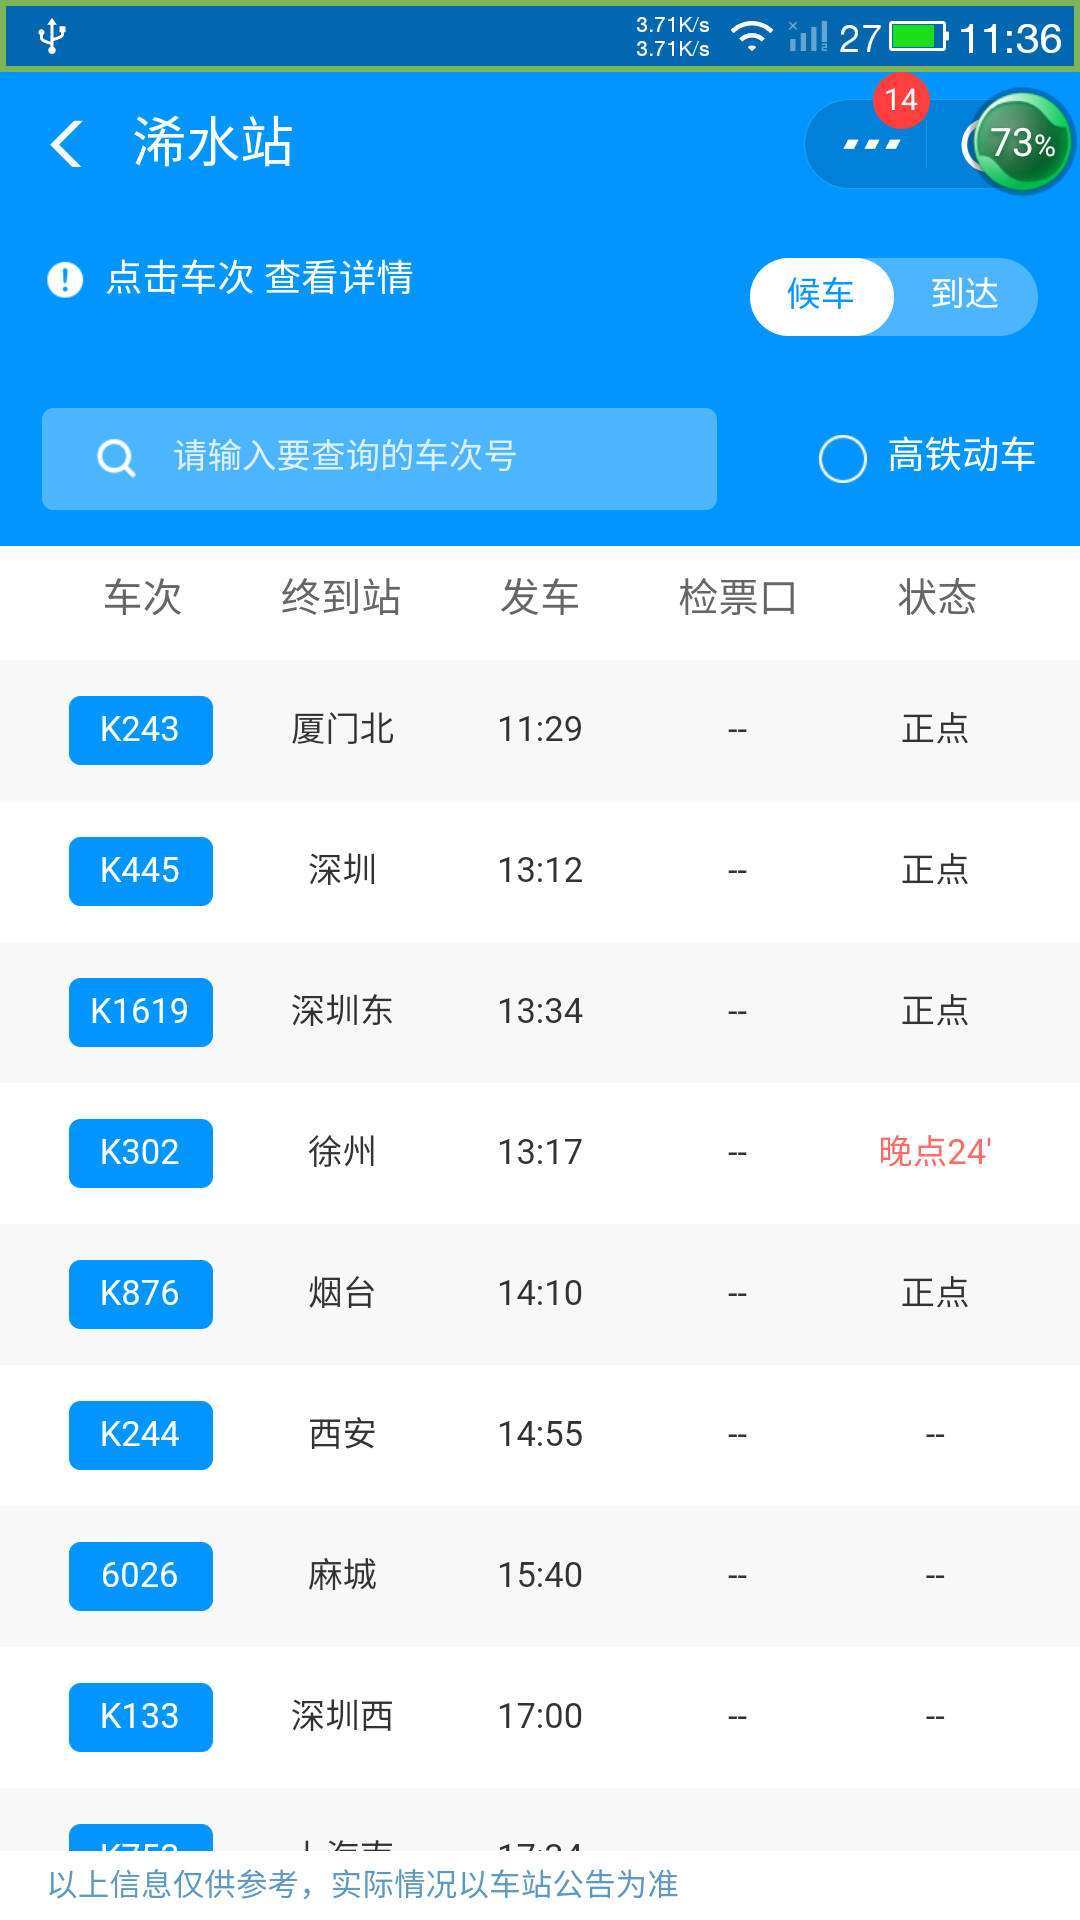 3.71K/s
3.71K/s
27
11:36
浠水站
14
73%
点击车次 查看详情
候车
到达
请输入要查询的车次号
高铁动车
车次 终到站 发车 检票口 状态
K243 厦门北 11:29 -- 正点
K445 深圳 13:12 -- 正点
K1619 深圳东 13:34 -- 正点
K302 徐州 13:17 -- 晚点24'
K876 烟台 14:10 -- 正点
K244 西安 14:55 -- --
6026 麻城 15:40 -- --
K133 深圳西 17:00 -- --
以上信息仅供参考，实际情况以车站公告为准